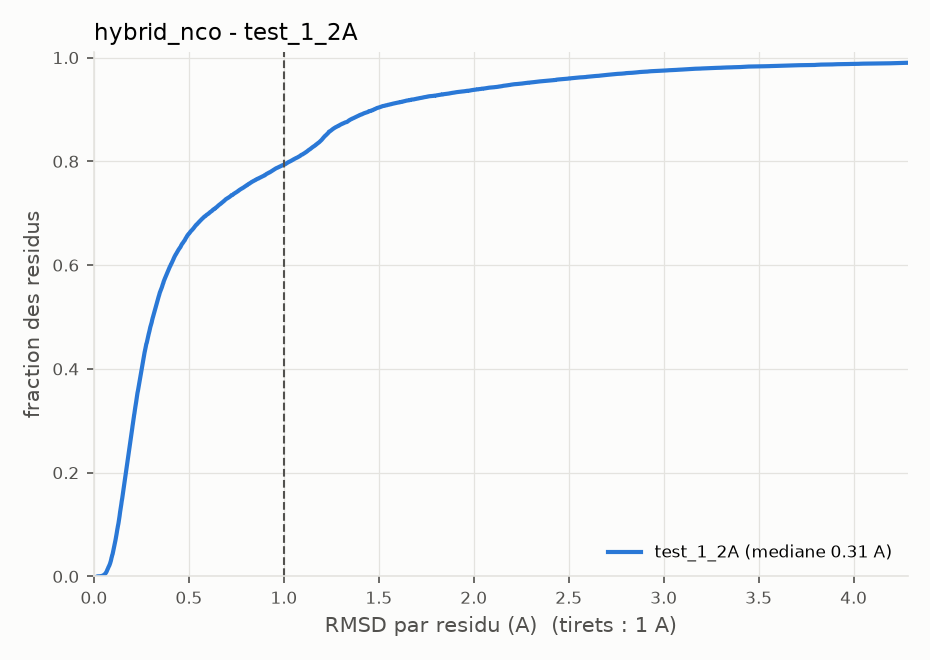 hybrid_nco - test_1_2A
fraction des residus
1.0
0.8
0.6
0.4
0.2
0.0
test_1_2A (mediane 0.31 A)
0.0 0.5 1.0 1.5 2.0 2.5 3.0 3.5 4.0
RMSD par residu (A)  (tirets : 1 A)